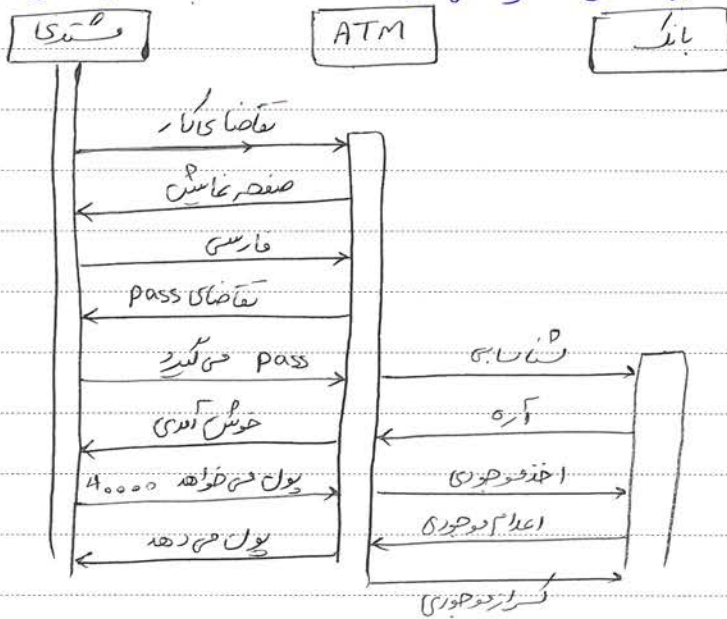 مشتری
ATM
بانک
تقاضای کار
صفحه نمایش
فارسی
تقاضای pass
pass می گیرد
شناسایی
خوش آمدی
آره
پول می خواهد 40000
اخذ موجودی
پول می دهد
اعلام موجودی
کسر از موجودی